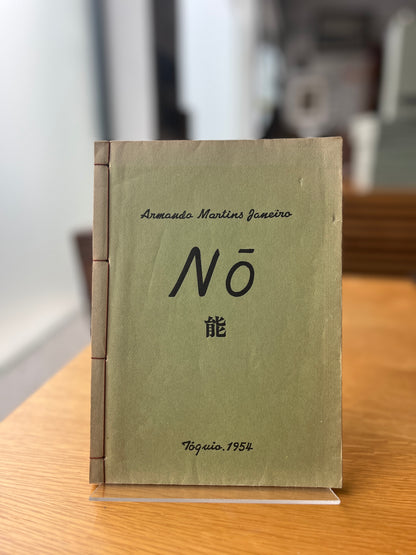 Armando Martins Janeiro
Nō
能
Tóquio, 1954